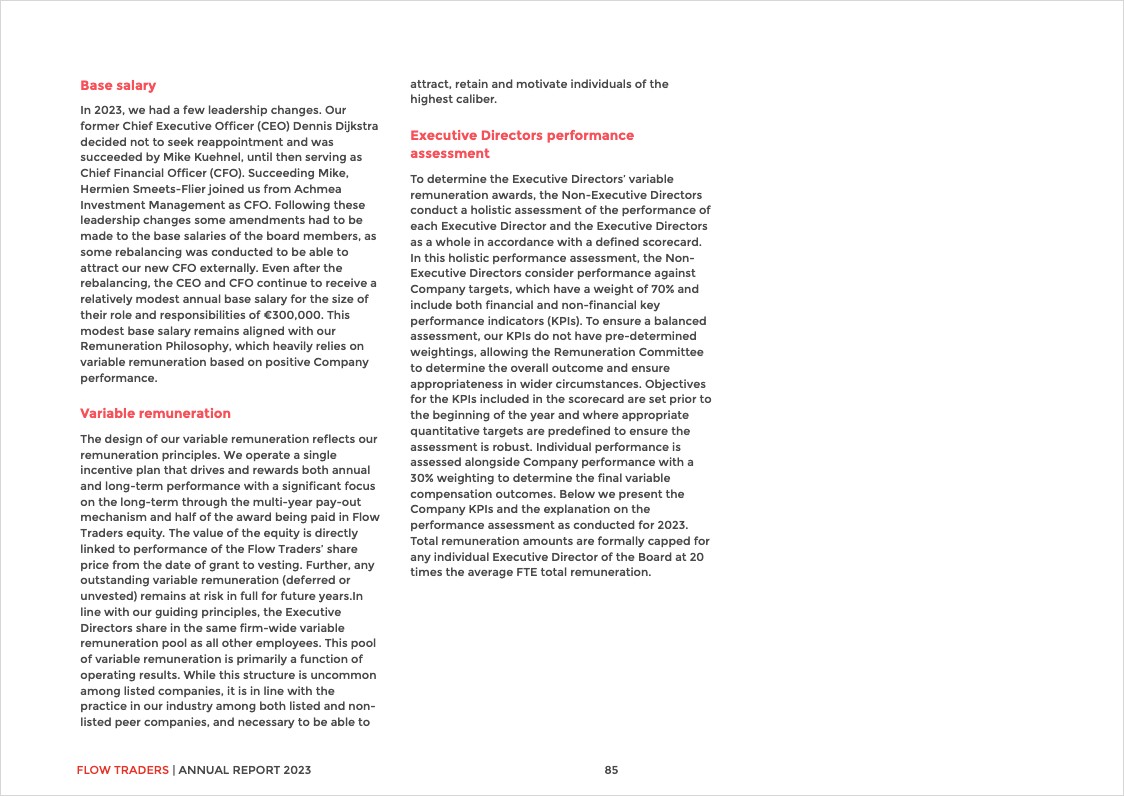 Base salary
In 2023, we had a few leadership changes. Our
former Chief Executive Officer (CEO) Dennis Dijkstra
decided not to seek reappointment and was
succeeded by Mike Kuehnel, until then serving as
Chief Financial Officer (CFO). Succeeding Mike,
Hermien Smeets-Flier joined us from Achmea
Investment Management as CFO. Following these
leadership changes some amendments had to be
made to the base salaries of the board members, as
some rebalancing was conducted to be able to
attract our new CFO externally. Even after the
rebalancing, the CEO and CFO continue to receive a
relatively modest annual base salary for the size of
their role and responsibilities of €300,000. This
modest base salary remains aligned with our
Remuneration Philosophy, which heavily relies on
variable remuneration based on positive Company
performance.
Variable remuneration
The design of our variable remuneration reflects our
remuneration principles. We operate a single
incentive plan that drives and rewards both annual
and long-term performance with a significant focus
on the long-term through the multi-year pay-out
mechanism and half of the award being paid in Flow
Traders equity. The value of the equity is directly
linked to performance of the Flow Traders' share
price from the date of grant to vesting. Further, any
outstanding variable remuneration (deferred or
unvested) remains at risk in full for future years.In
line with our guiding principles, the Executive
Directors share in the same firm-wide variable
remuneration pool as all other employees. This pool
of variable remuneration is primarily a function of
operating results. While this structure is uncommon
among listed companies, it is in line with the
practice in our industry among both listed and non-
listed peer companies, and necessary to be able to
attract, retain and motivate individuals of the
highest caliber.
Executive Directors performance
assessment
To determine the Executive Directors' variable
remuneration awards, the Non-Executive Directors
conduct a holistic assessment of the performance of
each Executive Director and the Executive Directors
as a whole in accordance with a defined scorecard.
In this holistic performance assessment, the Non-
Executive Directors consider performance against
Company targets, which have a weight of 70% and
include both financial and non-financial key
performance indicators (KPIs). To ensure a balanced
assessment, our KPIs do not have pre-determined
weightings, allowing the Remuneration Committee
to determine the overall outcome and ensure
appropriateness in wider circumstances. Objectives
for the KPIs included in the scorecard are set prior to
the beginning of the year and where appropriate
quantitative targets are predefined to ensure the
assessment is robust. Individual performance is
assessed alongside Company performance with a
30% weighting to determine the final variable
compensation outcomes. Below we present the
Company KPIs and the explanation on the
performance assessment as conducted for 2023.
Total remuneration amounts are formally capped for
any individual Executive Director of the Board at 20
times the average FTE total remuneration.
FLOW TRADERS | ANNUAL REPORT 2023
85